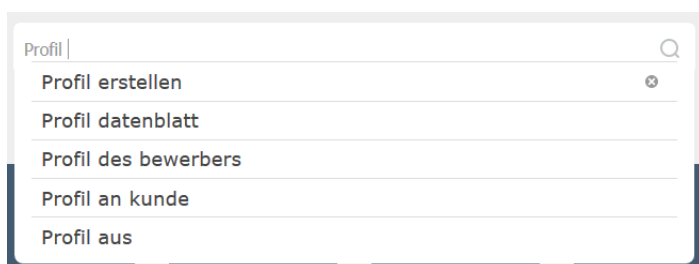 Profil
Profil erstellen
Profil datenblatt
Profil des bewerbers
Profil an kunde
Profil aus